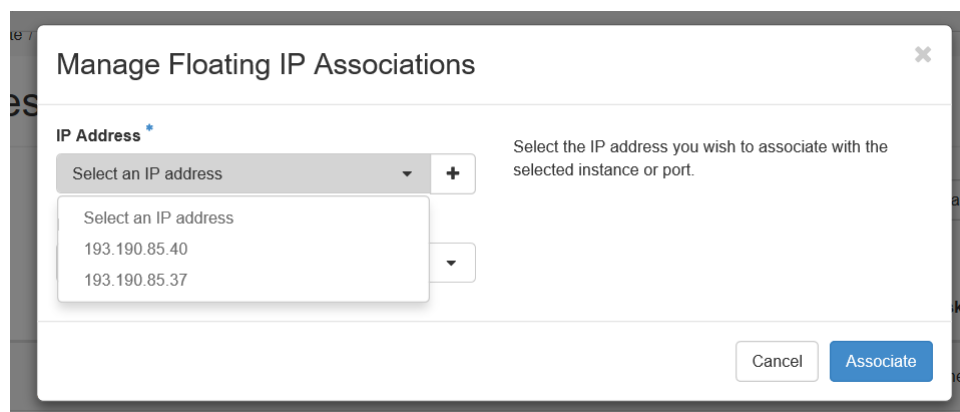 Manage Floating IP Associations
×
IP Address *
Select an IP address
+
Select the IP address you wish to associate with the
selected instance or port.
Select an IP address
193.190.85.40
193.190.85.37
Cancel
Associate